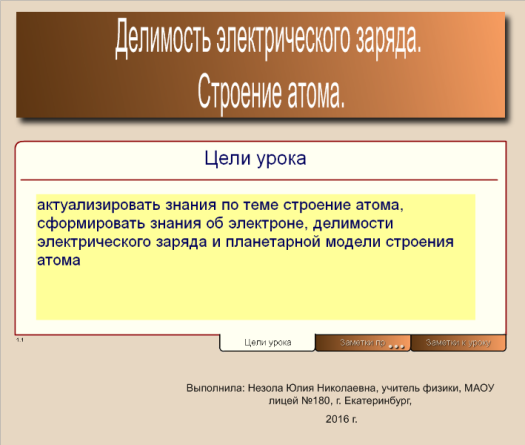 Делимость электрического заряда.
Строение атома.
Цели урока
актуализировать знания по теме строение атома,
сформировать знания об электроне, делимости
электрического заряда и планетарной модели строения
атома
1.1
Цели урока
Заметки по ...
Заметки к уроку
Выполнила: Незола Юлия Николаевна, учитель физики, МАОУ
лицей №180, г. Екатеринбург,
2016 г.